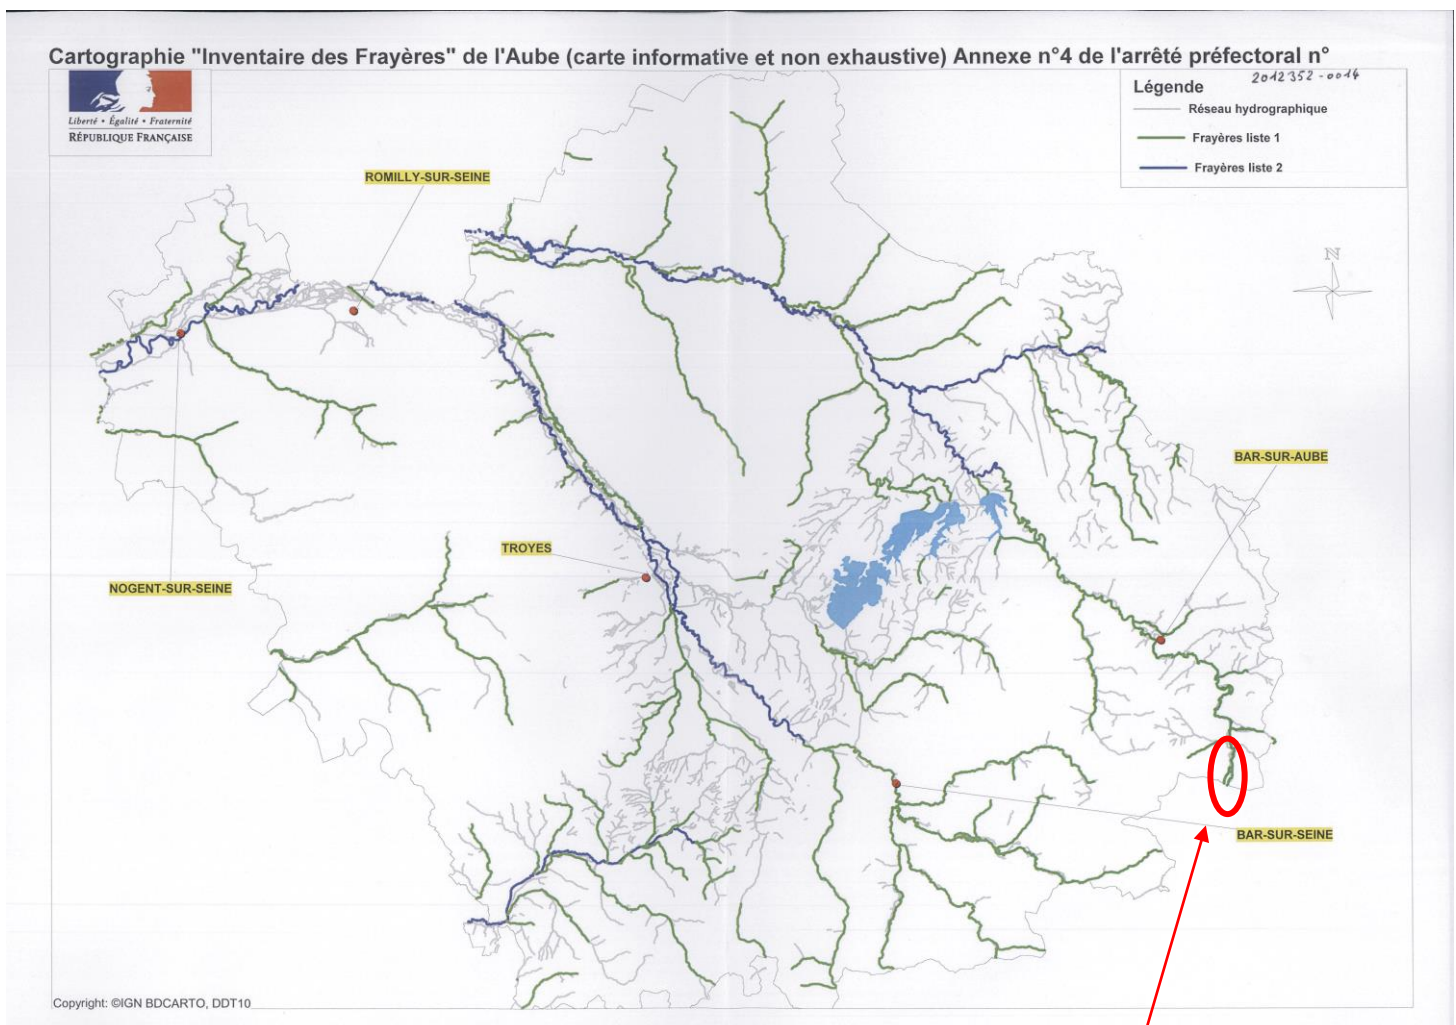 Cartographie "Inventaire des Frayères" de l'Aube (carte informative et non exhaustive) Annexe n°4 de l'arrêté préfectoral n°
2012352-0014
Liberté • Égalité • Fraternité
RÉPUBLIQUE FRANÇAISE
Légende
Réseau hydrographique
Frayères liste 1
Frayères liste 2
ROMILLY-SUR-SEINE
N
BAR-SUR-AUBE
TROYES
NOGENT-SUR-SEINE
BAR-SUR-SEINE
Copyright: ©IGN BDCARTO, DDT10